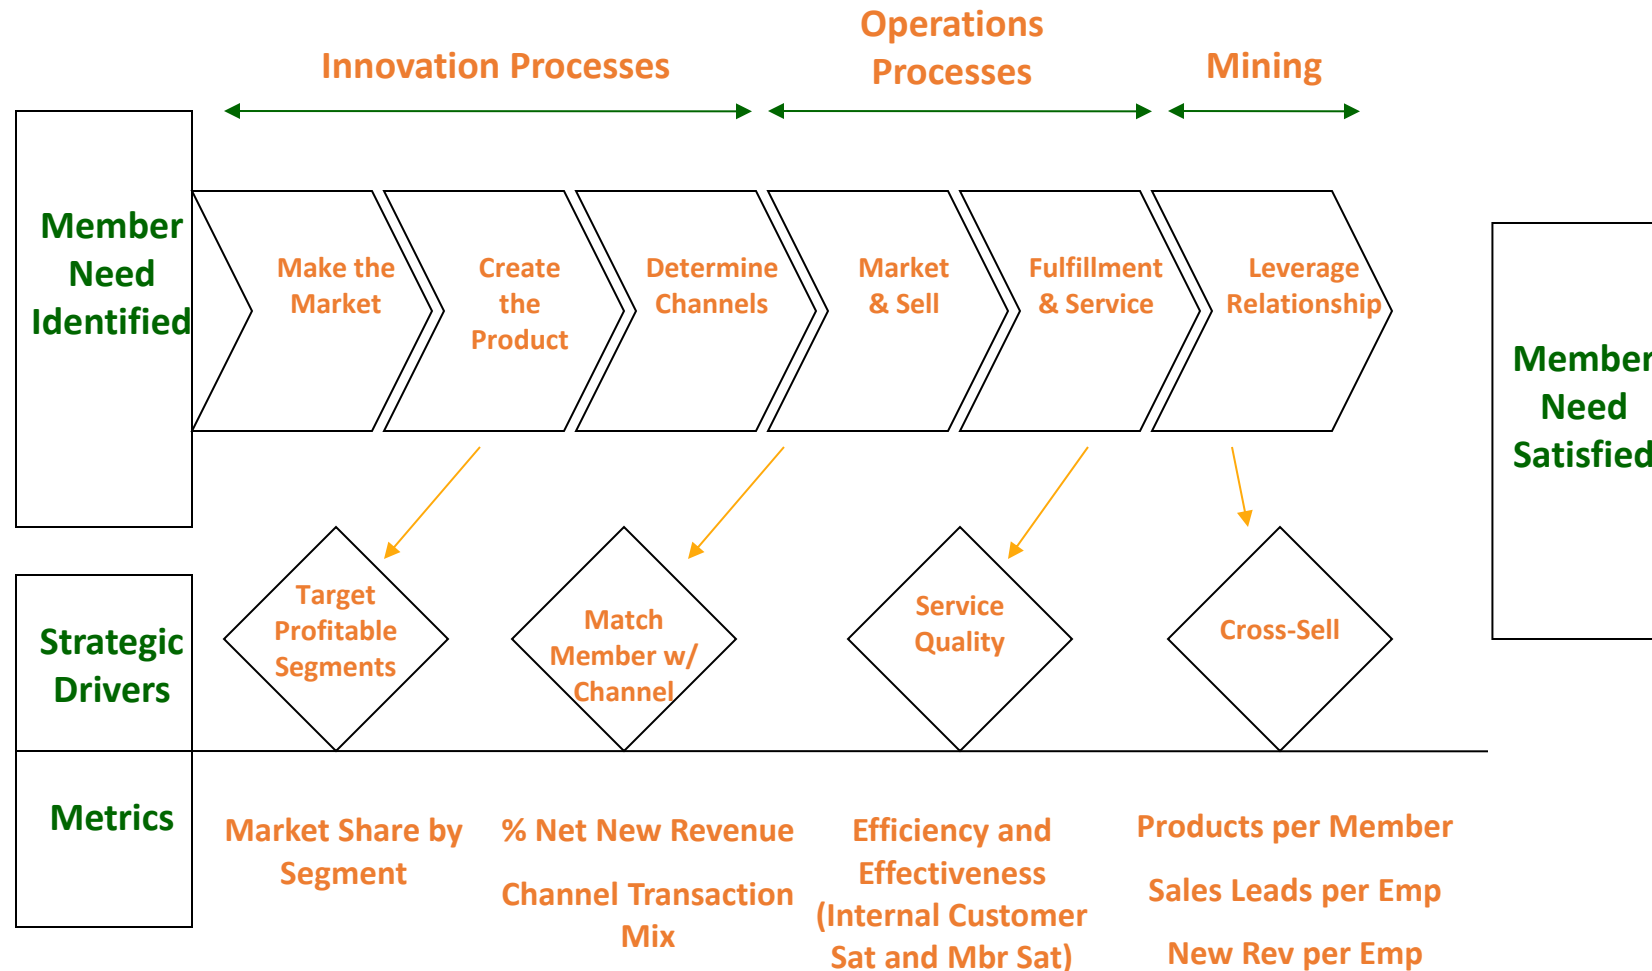 Innovation Processes
Operations
Processes
Mining
Member
Need
Identified
Make the
Market
Create
the
Product
Determine
Channels
Market
& Sell
Fulfillment
& Service
Leverage
Relationship
Member
Need
Satisfied
Strategic
Drivers
Target
Profitable
Segments
Match
Member w/
Channel
Service
Quality
Cross-Sell
Metrics
Market Share by
Segment
% Net New Revenue
Channel Transaction
Mix
Efficiency and
Effectiveness
(Internal Customer
Sat and Mbr Sat)
Products per Member
Sales Leads per Emp
New Rev per Emp